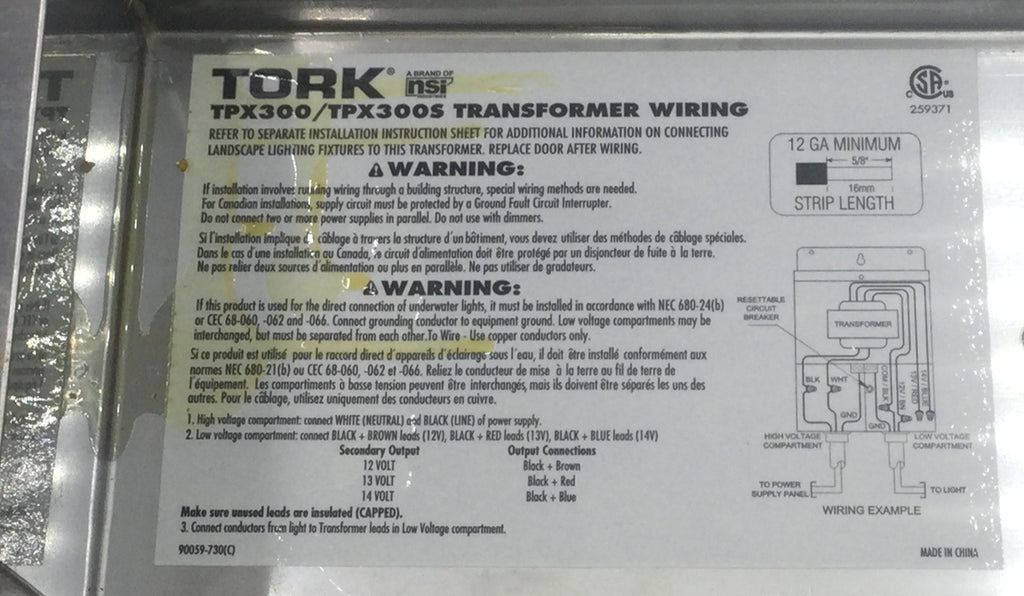 TORK® A BRAND OF nsi INDUSTRIES
TPX300/TPX300S TRANSFORMER WIRING
REFER TO SEPARATE INSTALLATION INSTRUCTION SHEET FOR ADDITIONAL INFORMATION ON CONNECTING
LANDSCAPE LIGHTING FIXTURES TO THIS TRANSFORMER. REPLACE DOOR AFTER WIRING.
WARNING:
If installation involves running wiring through a building structure, special wiring methods are needed.
For Canadian installations, supply circuit must be protected by a Ground Fault Circuit Interrupter.
Do not connect two or more power supplies in parallel. Do not use with dimmers.
Si l'installation implique du câblage à travers la structure d'un bâtiment, vous devez utiliser des méthodes de câblage spéciales.
Dans le cas d'une installation au Canada, le circuit d'alimentation doit être protégé par un disjoncteur de fuite à la terre.
Ne pas relier deux sources d'alimentation ou plus en parallèle. Ne pas utiliser de gradateurs.
WARNING:
If this product is used for the direct connection of underwater lights, it must be installed in accordance with NEC 680-24(b)
or CEC 68-060, -062 and -066. Connect grounding conductor to equipment ground. Low voltage compartments may be
interchanged, but must be separated from each other.To Wire - Use copper conductors only.
Si ce produit est utilisé pour le raccord direct d'appareils d'éclairage sous l'eau, il doit être installé conformément aux
normes NEC 680-21(b) ou CEC 68-060, -062 et -066. Reliez le conducteur de mise à la terre au fil de terre de
l'équipement. Les compartiments à basse tension peuvent être interchangés, mais ils doivent être séparés les uns des
autres. Pour le câblage, utilisez uniquement des conducteurs en cuivre.
1. High voltage compartment: connect WHITE (NEUTRAL) and BLACK (LINE) of power supply.
2. Low voltage compartment: connect BLACK + BROWN leads (12V), BLACK + RED leads (13V), BLACK + BLUE leads (14V)
Secondary Output Output Connections
12 VOLT Black + Brown
13 VOLT Black + Red
14 VOLT Black + Blue
Make sure unused leads are insulated (CAPPED).
3. Connect conductors from light to Transformer leads in Low Voltage compartment.
90059-730(C)
C SA US
259371
12 GA MINIMUM
5/8"
16mm
STRIP LENGTH
RESETTABLE
CIRCUIT
BREAKER
TRANSFORMER
BLK WHT
COM / BLK
12V / BN
13V / RED
14V / BLUE
GND
GND
HIGH VOLTAGE
COMPARTMENT
LOW VOLTAGE
COMPARTMENT
TO POWER
SUPPLY PANEL
TO LIGHT
WIRING EXAMPLE
MADE IN CHINA